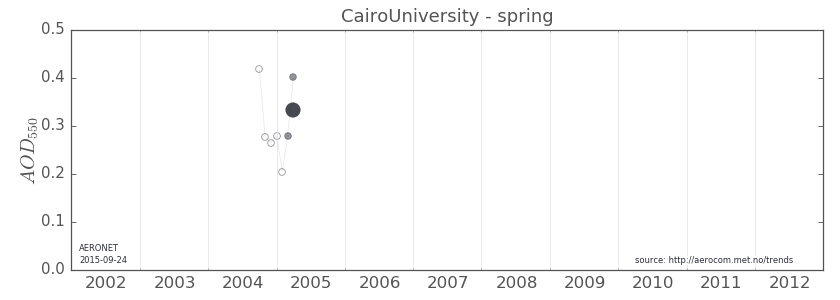 CairoUniversity - spring
0.5
0.4
0.3
0.2
0.1
0.0
AOD550
AERONET
2015-09-24
source: http://aerocom.met.no/trends
2002 2003 2004 2005 2006 2007 2008 2009 2010 2011 2012